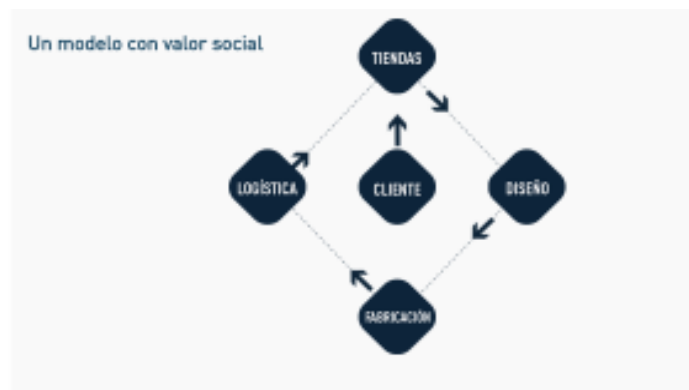 Un modelo con valor social
TIENDAS
LOGÍSTICA
CLIENTE
DISEÑO
FABRICACIÓN